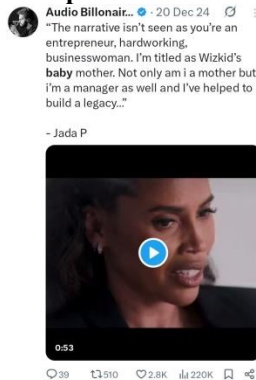 Audio Billonair... · 20 Dec 24
“The narrative isn’t seen as you’re an
entrepreneur, hardworking,
businesswoman. I’m titled as Wizkid’s
baby mother. Not only am i a mother but
i’m a manager as well and I’ve helped to
build a legacy...”
- Jada P
0:53
39 510 2.8K 220K